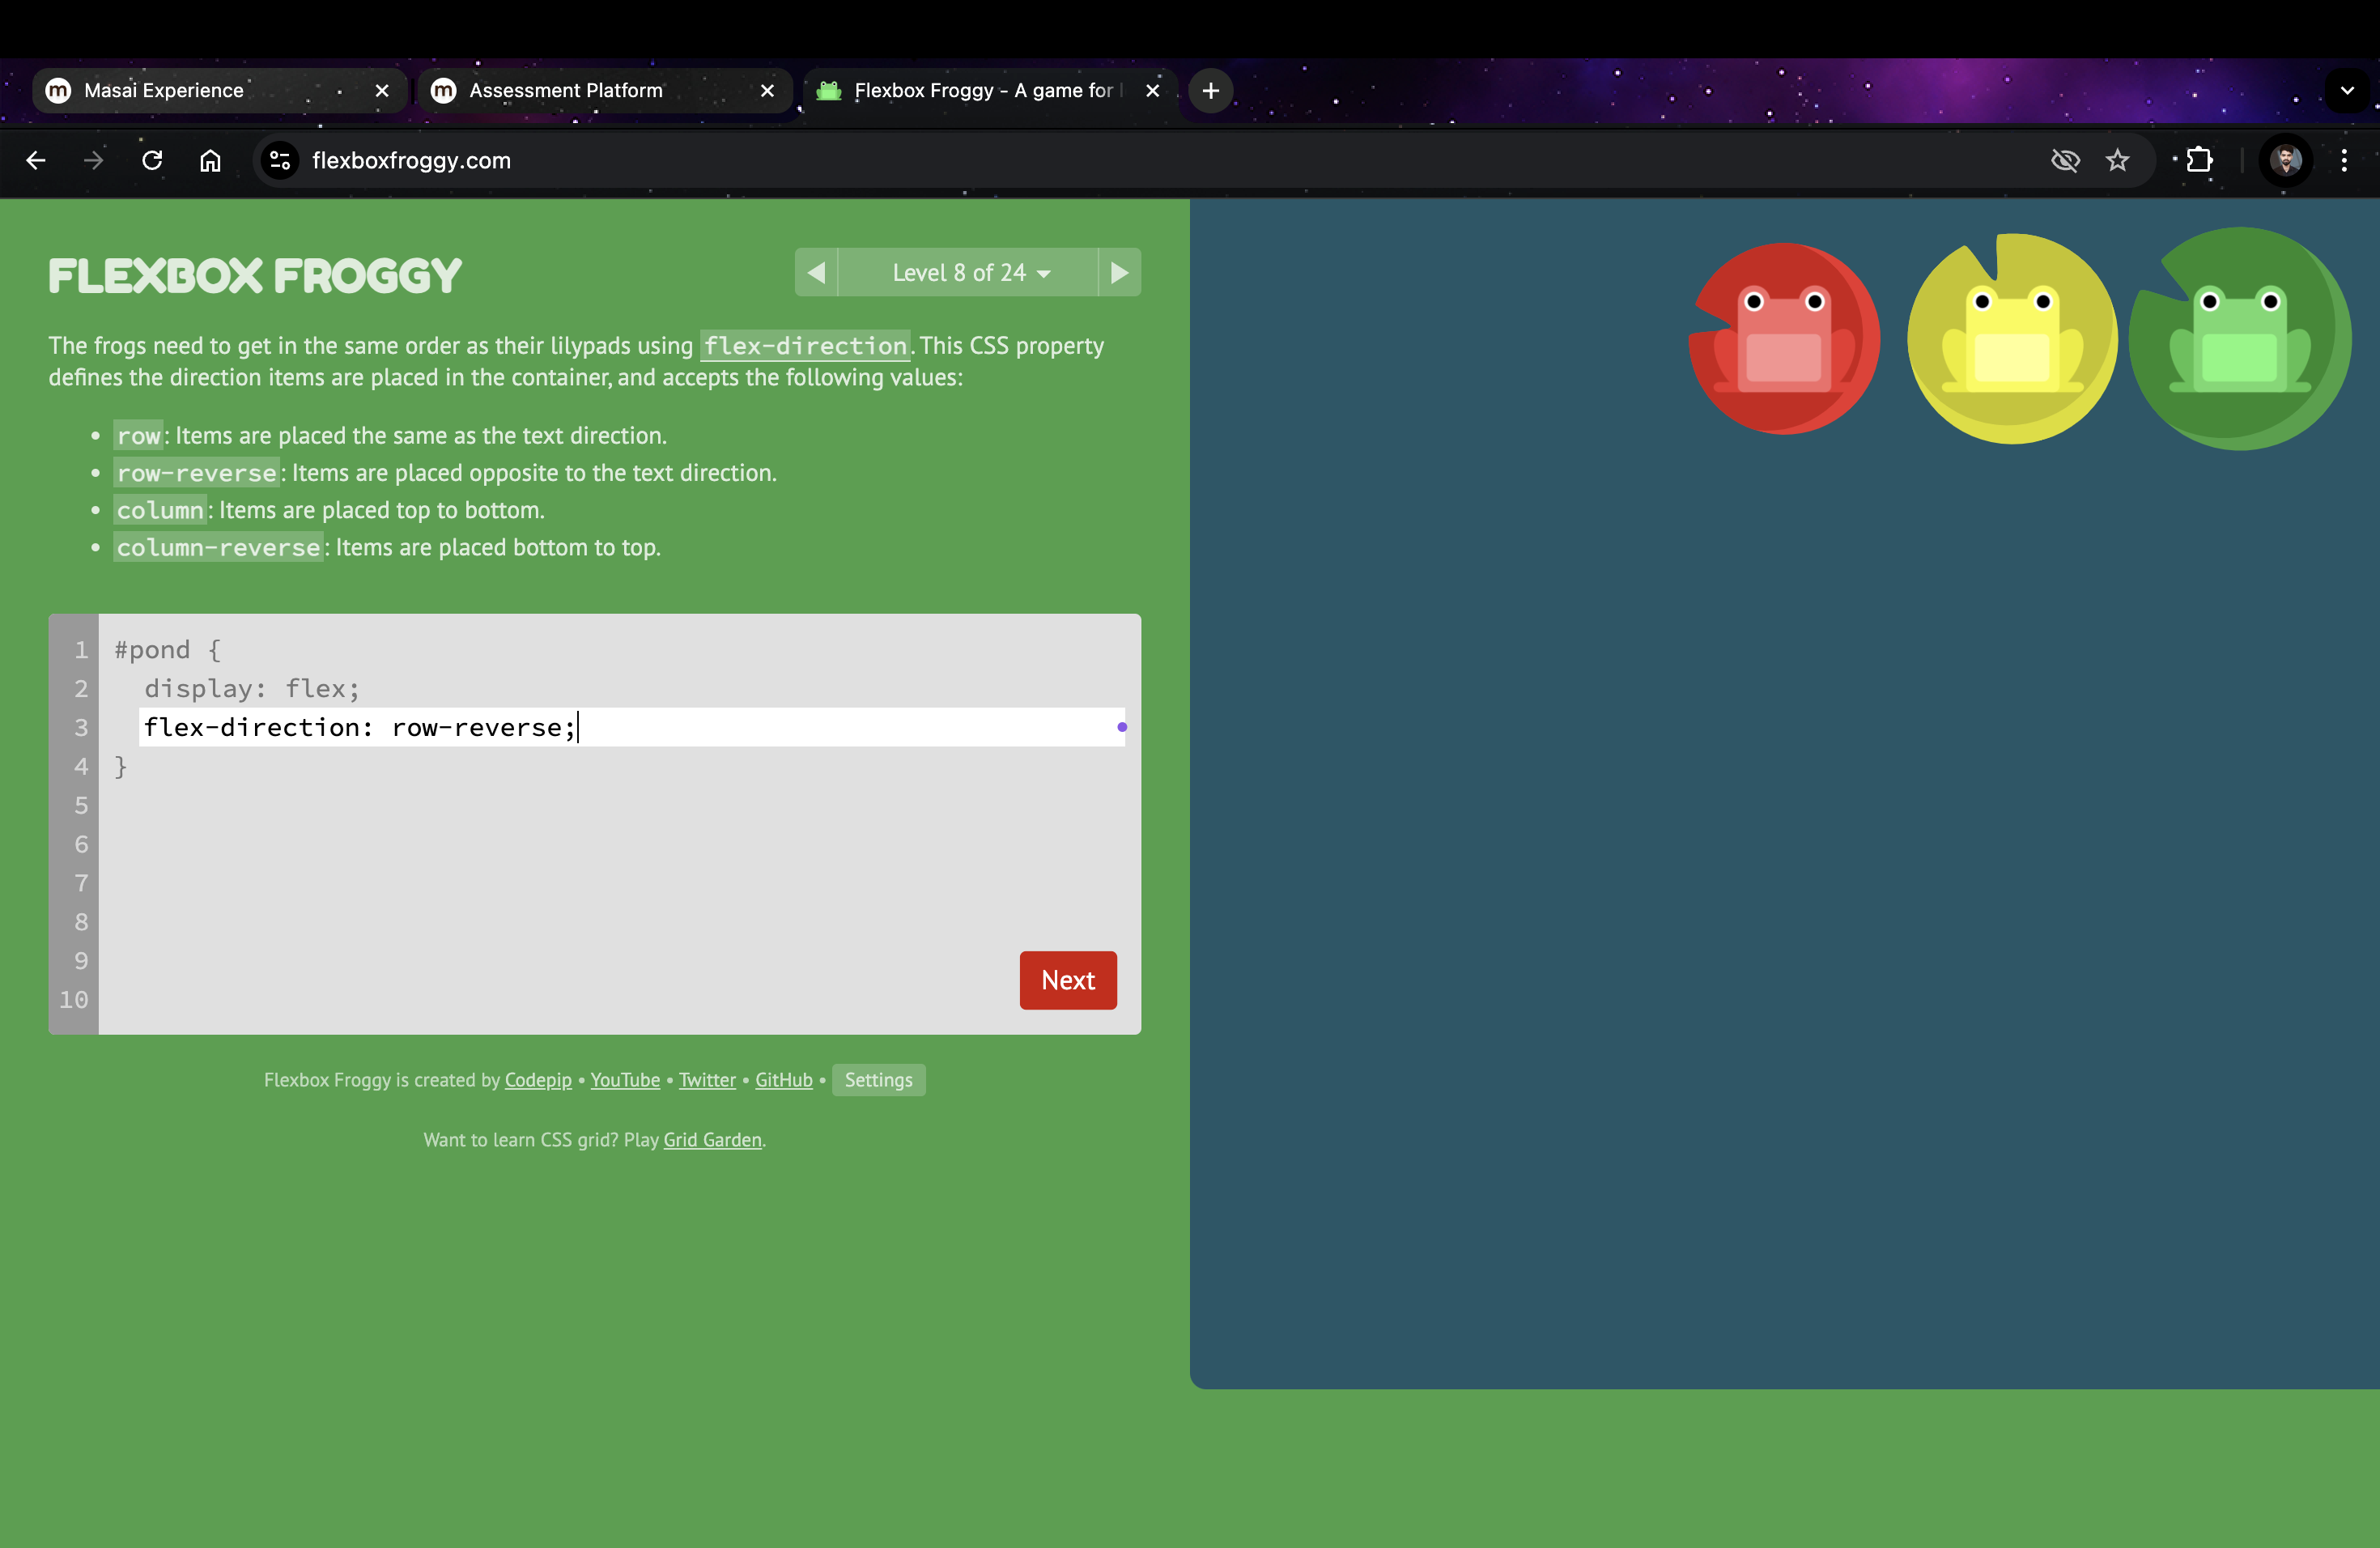 Masai Experience
Assessment Platform
Flexbox Froggy - A game for
flexboxfroggy.com
FLEXBOX FROGGY
Level 8 of 24
The frogs need to get in the same order as their lilypads using flex-direction. This CSS property
defines the direction items are placed in the container, and accepts the following values:
• row: Items are placed the same as the text direction.
• row-reverse: Items are placed opposite to the text direction.
• column: Items are placed top to bottom.
• column-reverse: Items are placed bottom to top.
1 #pond {
2 display: flex;
3 flex-direction: row-reverse;
4 }
5
6
7
8
9
10
Next
Flexbox Froggy is created by Codepip • YouTube • Twitter • GitHub • Settings
Want to learn CSS grid? Play Grid Garden.